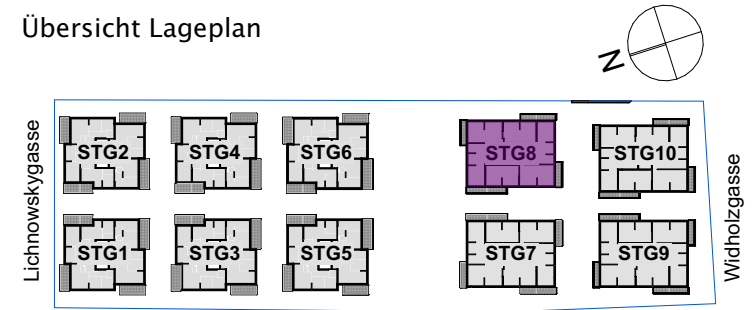 Übersicht Lageplan
N
Lichnowskygasse
STG2 STG4 STG6 STG8 STG10
STG1 STG3 STG5 STG7 STG9
Widholzgasse